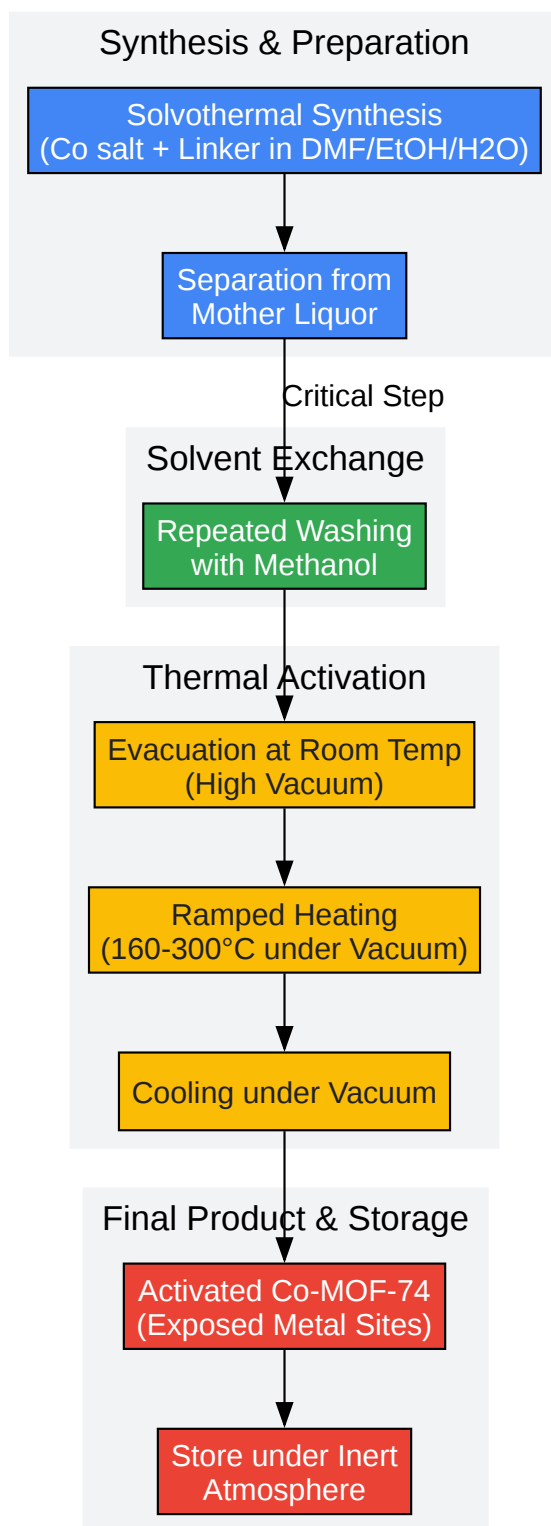 Synthesis & Preparation
Solvothermal Synthesis
(Co salt + Linker in DMF/EtOH/H2O)
Separation from
Mother Liquor
Critical Step
Solvent Exchange
Repeated Washing
with Methanol
Thermal Activation
Evacuation at Room Temp
(High Vacuum)
Ramped Heating
(160-300°C under Vacuum)
Cooling under Vacuum
Final Product & Storage
Activated Co-MOF-74
(Exposed Metal Sites)
Store under Inert
Atmosphere